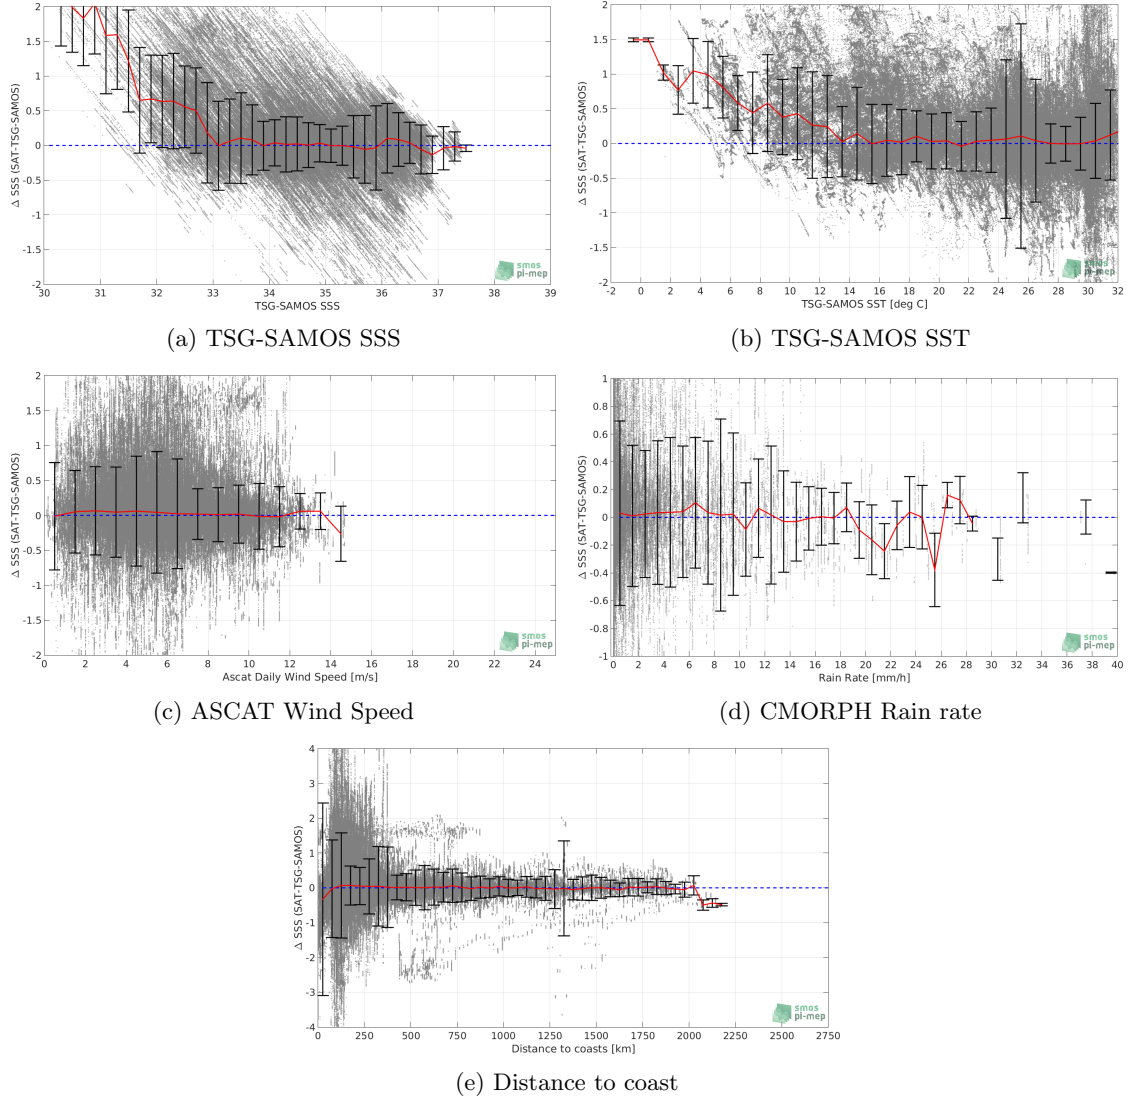 2
1.5
1
0.5
0
-0.5
-1
-1.5
-2
Δ SSS (SAT-TSG-SAMOS)
30 31 32 33 34 35 36 37 38 39
TSG-SAMOS SSS
smos
pi-mep
(a) TSG-SAMOS SSS
2
1.5
1
0.5
0
-0.5
-1
-1.5
-2
Δ SSS (SAT-TSG-SAMOS)
-2 0 2 4 6 8 10 12 14 16 18 20 22 24 26 28 30 32
TSG-SAMOS SST [deg C]
smos
pi-mep
(b) TSG-SAMOS SST
2
1.5
1
0.5
0
-0.5
-1
-1.5
-2
Δ SSS (SAT-TSG-SAMOS)
0 2 4 6 8 10 12 14 16 18 20 22 24
Ascat Daily Wind Speed [m/s]
smos
pi-mep
(c) ASCAT Wind Speed
1
0.8
0.6
0.4
0.2
0
-0.2
-0.4
-0.6
-0.8
-1
Δ SSS (SAT-TSG-SAMOS)
0 2 4 6 8 10 12 14 16 18 20 22 24 26 28 30 32 34 36 38 40
Rain Rate [mm/h]
smos
pi-mep
(d) CMORPH Rain rate
4
3
2
1
0
-1
-2
-3
-4
Δ SSS (SAT-TSG-SAMOS)
0 250 500 750 1000 1250 1500 1750 2000 2250 2500 2750
Distance to coasts [km]
smos
pi-mep
(e) Distance to coast